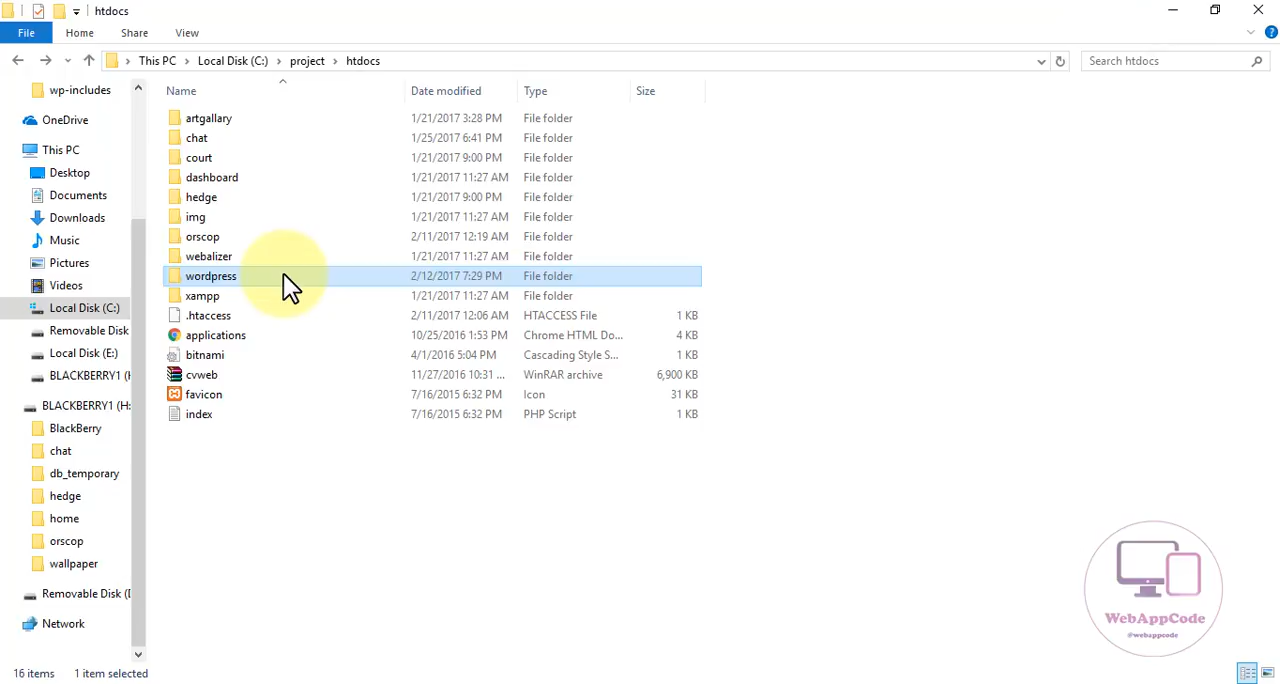 htdocs
File Home Share View
This PC Local Disk (C:) project htdocs
Search htdocs
wp-includes
OneDrive
This PC
Desktop
Documents
Downloads
Music
Pictures
Videos
Local Disk (C:)
Removable Disk
Local Disk (E:)
BLACKBERRY1 (H
BLACKBERRY1 (H:
BlackBerry
chat
db_temporary
hedge
home
orscop
wallpaper
Removable Disk (D
Network
Name Date modified Type Size
artgallary 1/21/2017 3:28 PM File folder
chat 1/25/2017 6:41 PM File folder
court 1/21/2017 9:00 PM File folder
dashboard 1/21/2017 11:27 AM File folder
hedge 1/21/2017 9:00 PM File folder
img 1/21/2017 11:27 AM File folder
orscop 2/11/2017 12:19 AM File folder
webalizer 1/21/2017 11:27 AM File folder
wordpress 2/12/2017 7:29 PM File folder
xampp 1/21/2017 11:27 AM File folder
.htaccess 2/11/2017 12:06 AM HTACCESS File 1 KB
applications 10/25/2016 1:53 PM Chrome HTML Do... 4 KB
bitnami 4/1/2016 5:04 PM Cascading Style S... 1 KB
cvweb 11/27/2016 10:31 ... WinRAR archive 6,900 KB
favicon 7/16/2015 6:32 PM Icon 31 KB
index 7/16/2015 6:32 PM PHP Script 1 KB
WebAppCode
@webappcode
16 items 1 item selected